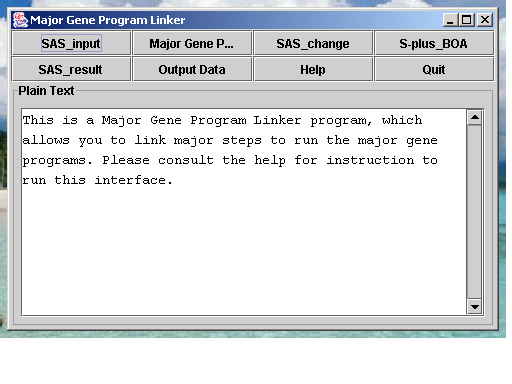 Major Gene Program Linker
SAS_input Major Gene P... SAS_change S-plus_BOA
SAS_result Output Data Help Quit
Plain Text
This is a Major Gene Program Linker program, which
allows you to link major steps to run the major gene
programs. Please consult the help for instruction to
run this interface.